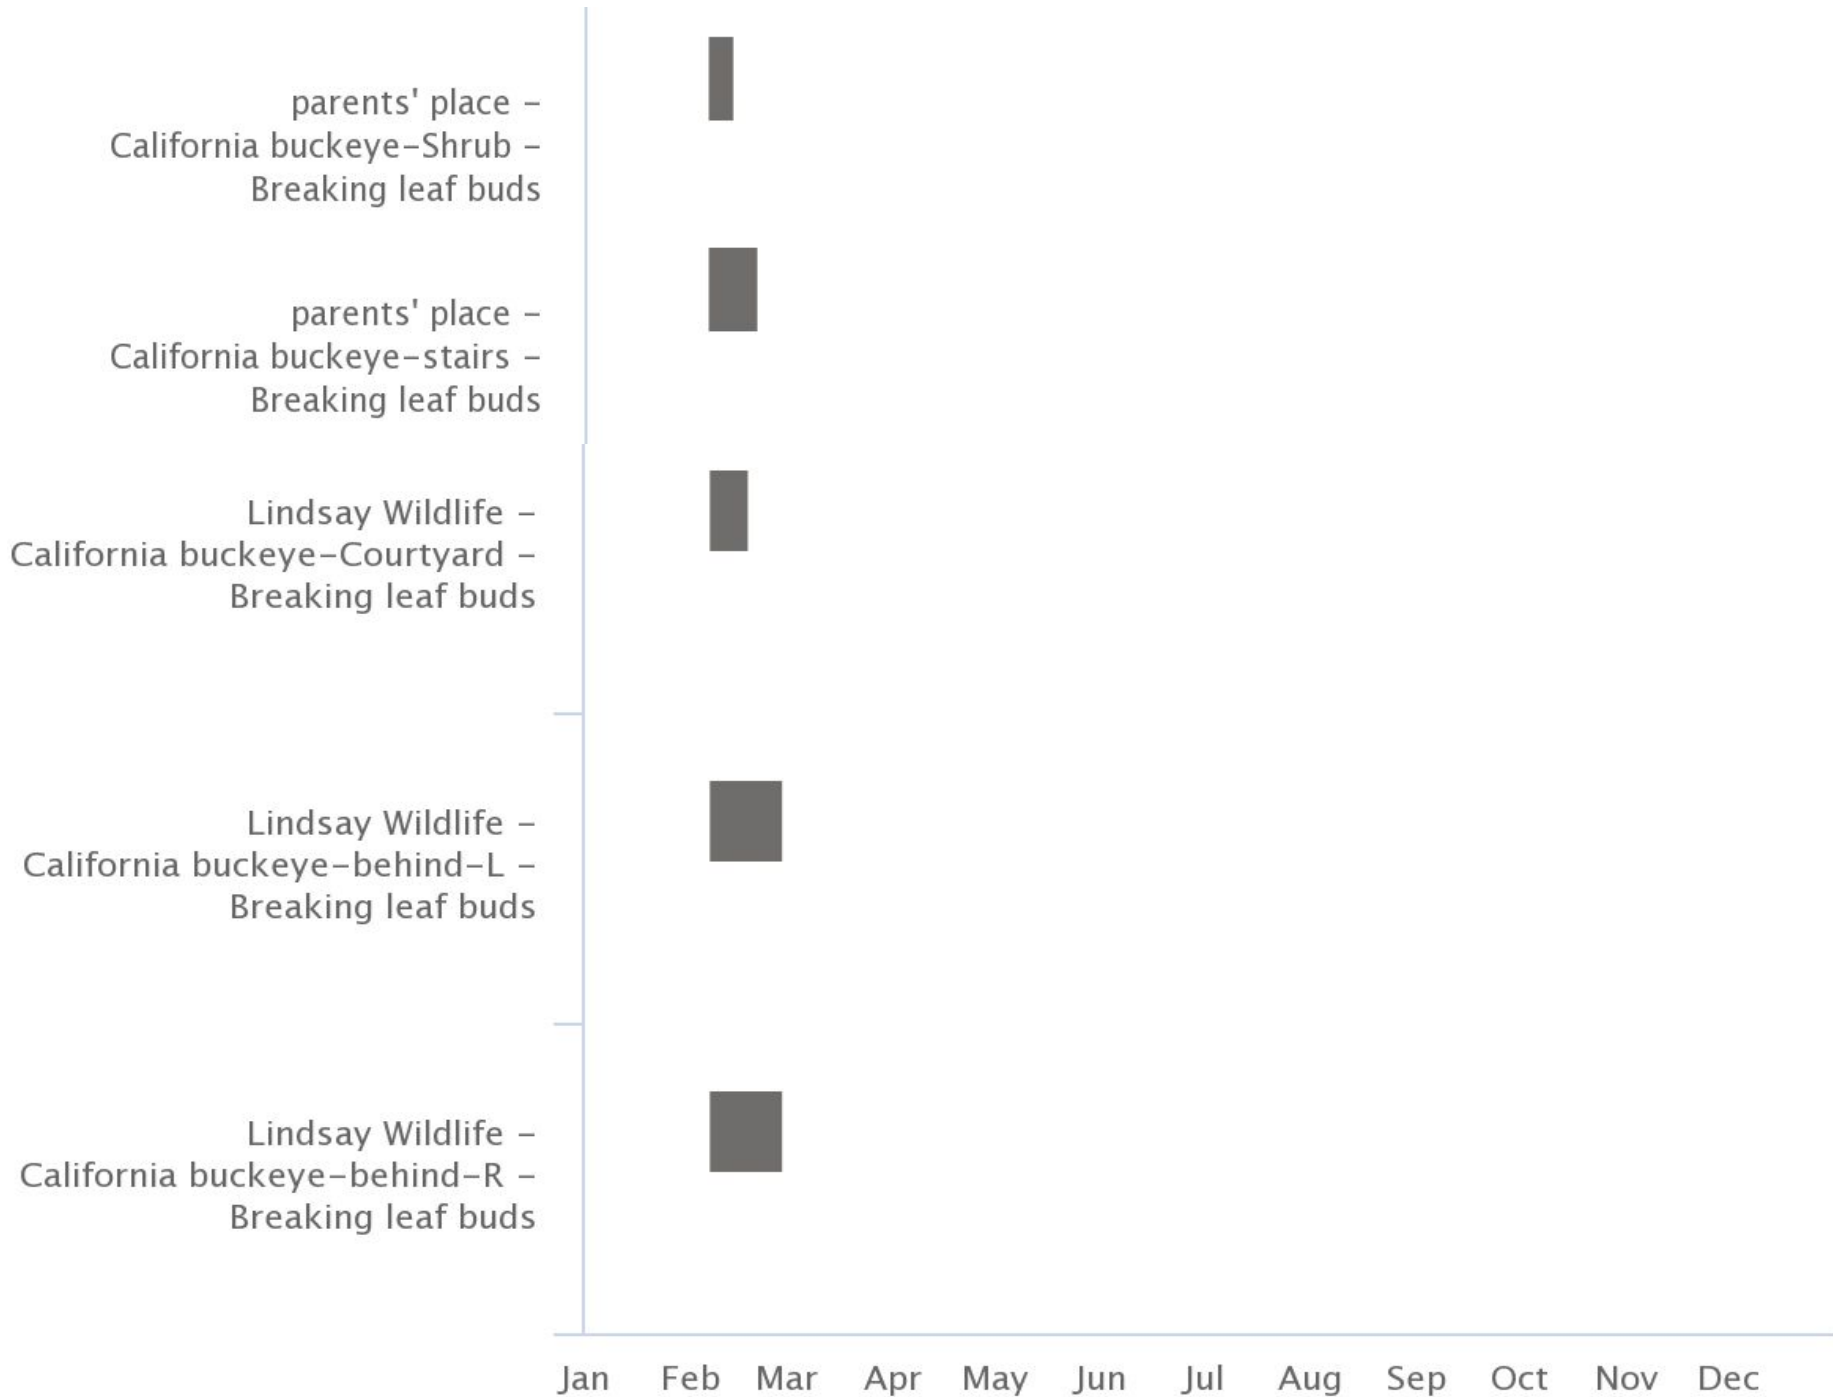 parents' place –
California buckeye–Shrub –
Breaking leaf buds
parents' place –
California buckeye–stairs –
Breaking leaf buds
Lindsay Wildlife –
California buckeye–Courtyard –
Breaking leaf buds
Lindsay Wildlife –
California buckeye–behind–L –
Breaking leaf buds
Lindsay Wildlife –
California buckeye–behind–R –
Breaking leaf buds
Jan Feb Mar Apr May Jun Jul Aug Sep Oct Nov Dec